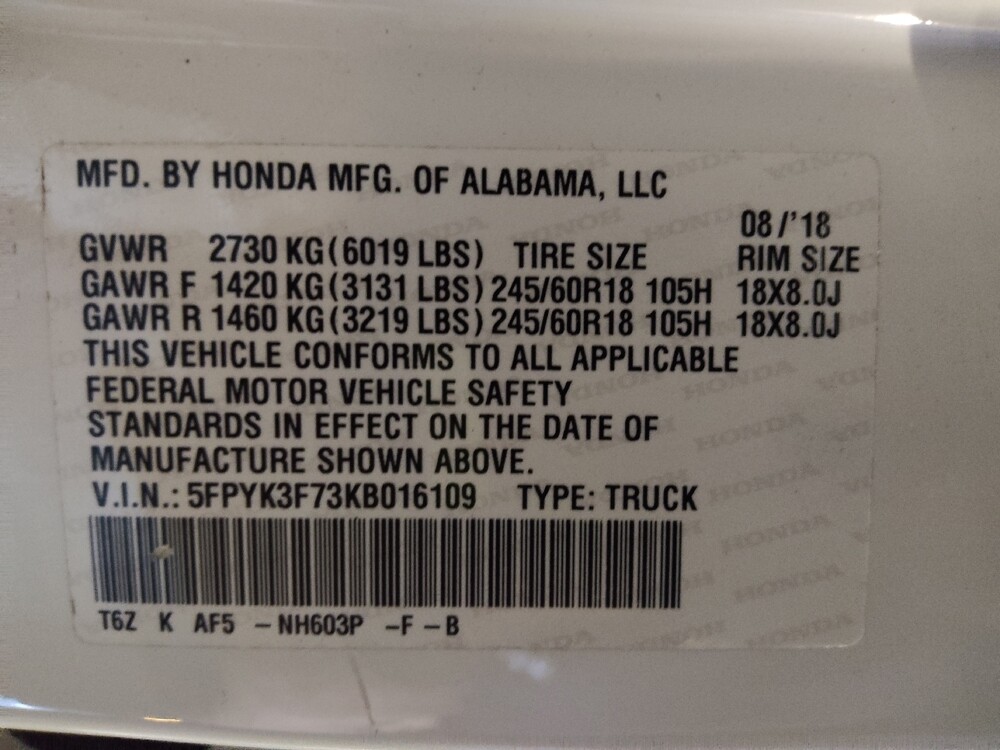 MFD. BY HONDA MFG. OF ALABAMA, LLC
08/'18
GVWR 2730 KG(6019 LBS) TIRE SIZE RIM SIZE
GAWR F 1420 KG(3131 LBS) 245/60R18 105H 18X8.0J
GAWR R 1460 KG(3219 LBS) 245/60R18 105H 18X8.0J
THIS VEHICLE CONFORMS TO ALL APPLICABLE
FEDERAL MOTOR VEHICLE SAFETY
STANDARDS IN EFFECT ON THE DATE OF
MANUFACTURE SHOWN ABOVE.
V.I.N.: 5FPYK3F73KB016109 TYPE: TRUCK
T6Z K AF5 -NH603P -F -B